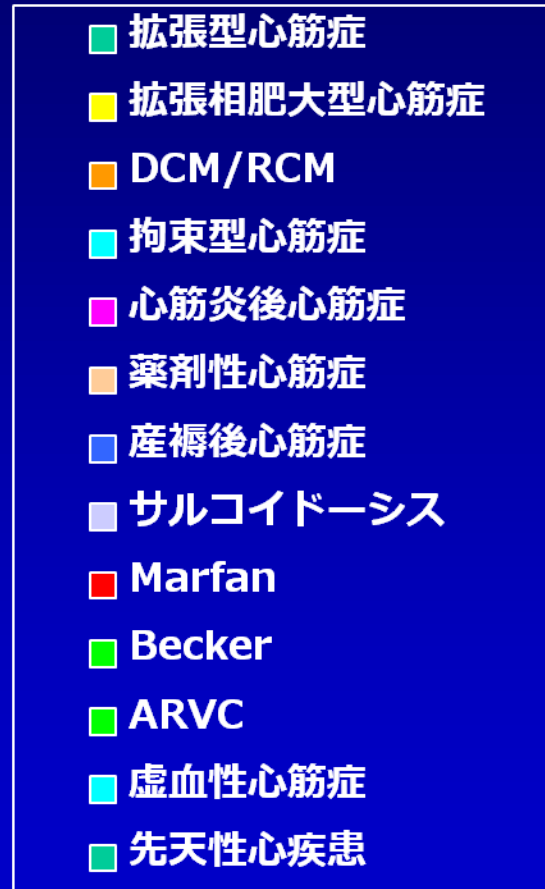 拡張型心筋症
拡張相肥大型心筋症
DCM/RCM
拘束型心筋症
心筋炎後心筋症
薬剤性心筋症
産褥後心筋症
サルコイドーシス
Marfan
Becker
ARVC
虚血性心筋症
先天性心疾患